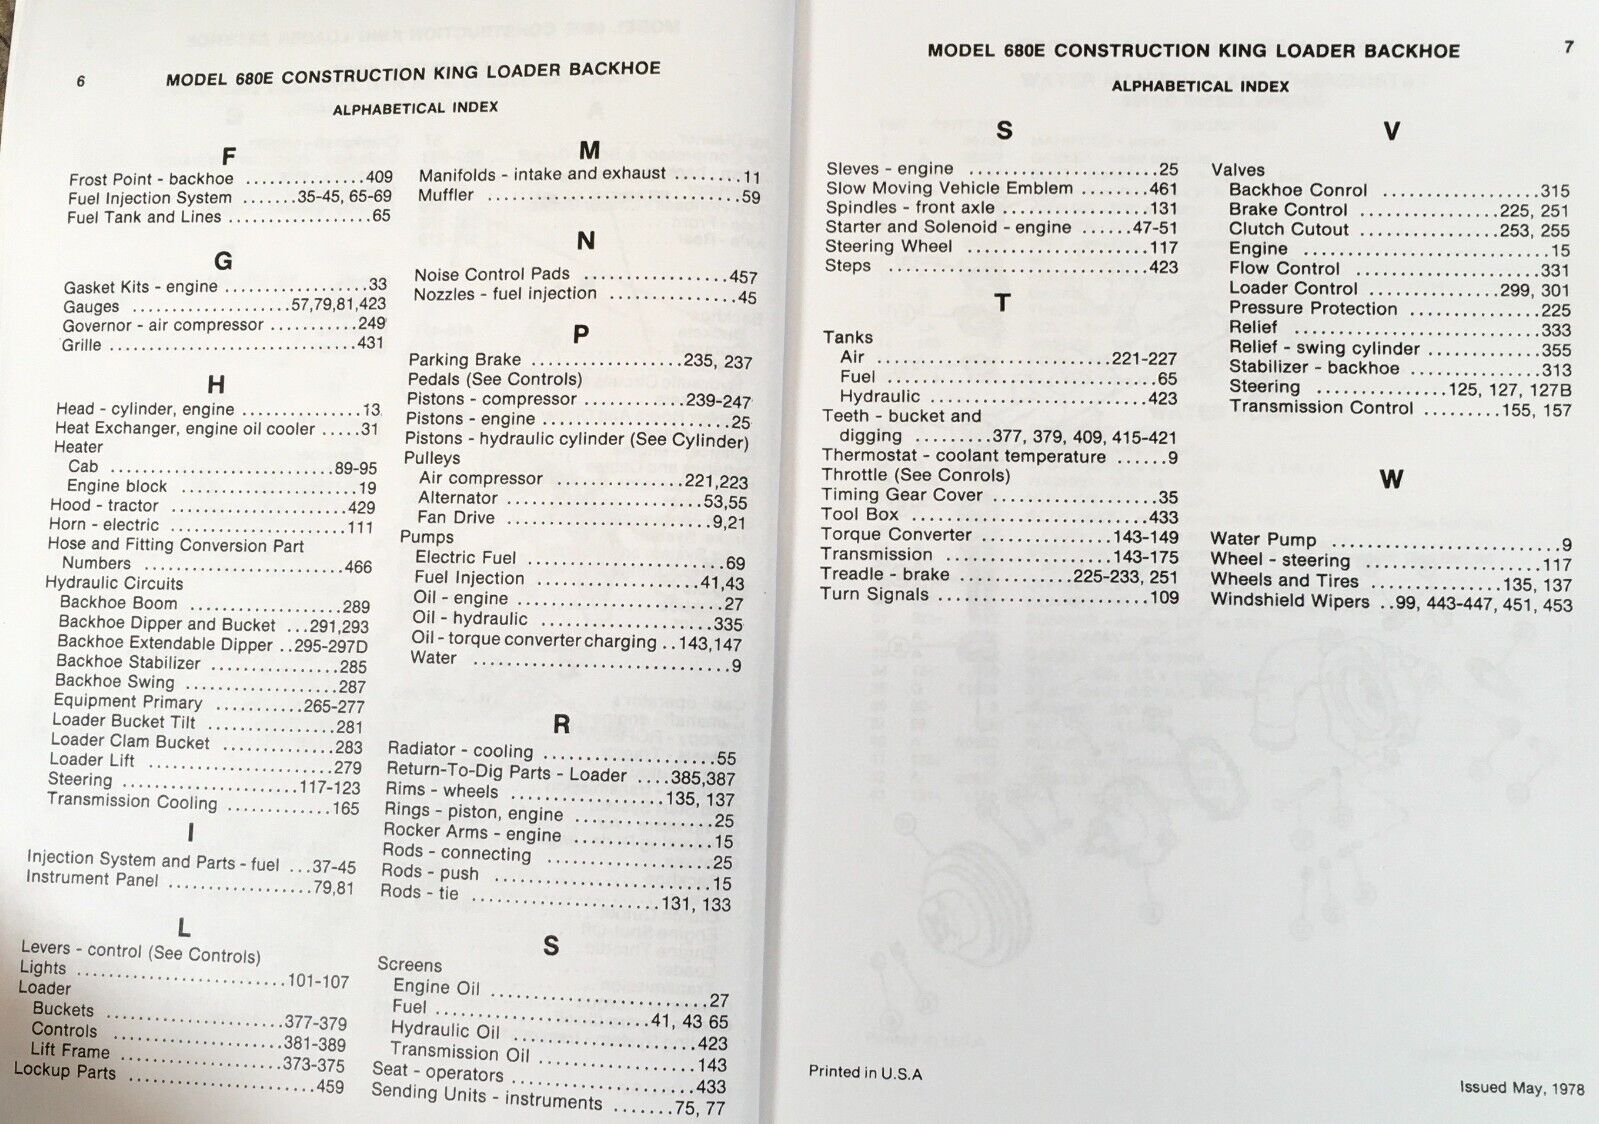 6
MODEL 680E CONSTRUCTION KING LOADER BACKHOE
ALPHABETICAL INDEX
F
Frost Point - backhoe ...............409
Fuel Injection System .......35-45, 65-69
Fuel Tank and Lines ..................65
G
Gasket Kits - engine ..................33
Gauges ......................57,79,81,423
Governor - air compressor ...........249
Grille ................................431
H
Head - cylinder, engine ...............13
Heat Exchanger, engine oil cooler .....31
Heater
Cab .............................89-95
Engine block .......................19
Hood - tractor ........................429
Horn - electric .......................111
Hose and Fitting Conversion Part
Numbers .............................466
Hydraulic Circuits
Backhoe Boom ....................289
Backhoe Dipper and Bucket ...291,293
Backhoe Extendable Dipper ..295-297D
Backhoe Stabilizer .................285
Backhoe Swing ....................287
Equipment Primary ...........265-277
Loader Bucket Tilt .................281
Loader Clam Bucket ..............283
Loader Lift ........................279
Steering .......................117-123
Transmission Cooling .............165
I
Injection System and Parts - fuel ...37-45
Instrument Panel ...................79,81
L
Levers - control (See Controls)
Lights ...........................101-107
Loader
Buckets .......................377-379
Controls ......................381-389
Lift Frame .....................373-375
Lockup Parts ........................459
M
Manifolds - intake and exhaust ........11
Muffler ................................59
N
Noise Control Pads .................457
Nozzles - fuel injection ...............45
P
Parking Brake ...................235, 237
Pedals (See Controls)
Pistons - compressor ............239-247
Pistons - engine .......................25
Pistons - hydraulic cylinder (See Cylinder)
Pulleys
Air compressor .................221,223
Alternator .......................53,55
Fan Drive ........................9,21
Pumps
Electric Fuel .......................69
Fuel Injection ....................41,43
Oil - engine ........................27
Oil - hydraulic ....................335
Oil - torque converter charging ..143,147
Water ...............................9
R
Radiator - cooling .....................55
Return-To-Dig Parts - Loader ....385,387
Rims - wheels ...................135, 137
Rings - piston, engine ................25
Rocker Arms - engine ..................15
Rods - connecting .....................25
Rods - push ...........................15
Rods - tie .......................131, 133
S
Screens
Engine Oil ..........................27
Fuel ..........................41, 43 65
Hydraulic Oil .....................423
Transmission Oil ..................143
Seat - operators .....................433
Sending Units - instruments .......75, 77
7
MODEL 680E CONSTRUCTION KING LOADER BACKHOE
ALPHABETICAL INDEX
S
Sleves - engine ........................25
Slow Moving Vehicle Emblem ........461
Spindles - front axle .................131
Starter and Solenoid - engine ......47-51
Steering Wheel .....................117
Steps ...............................423
T
Tanks
Air ............................221-227
Fuel ................................65
Hydraulic ..........................423
Teeth - bucket and
digging .........377, 379, 409, 415-421
Thermostat - coolant temperature ......9
Throttle (See Conrols)
Timing Gear Cover ...................35
Tool Box ............................433
Torque Converter ...............143-149
Transmission ....................143-175
Treadle - brake .............225-233, 251
Turn Signals ........................109
V
Valves
Backhoe Conrol ..................315
Brake Control ................225, 251
Clutch Cutout ................253, 255
Engine ..............................15
Flow Control ......................331
Loader Control ...............299, 301
Pressure Protection ...............225
Relief .............................333
Relief - swing cylinder .............355
Stabilizer - backhoe ...............313
Steering ...............125, 127, 127B
Transmission Control .........155, 157
W
Water Pump ..........................9
Wheel - steering .....................117
Wheels and Tires ...............135, 137
Windshield Wipers ..99, 443-447, 451, 453
Printed in U.S.A
Issued May, 1978